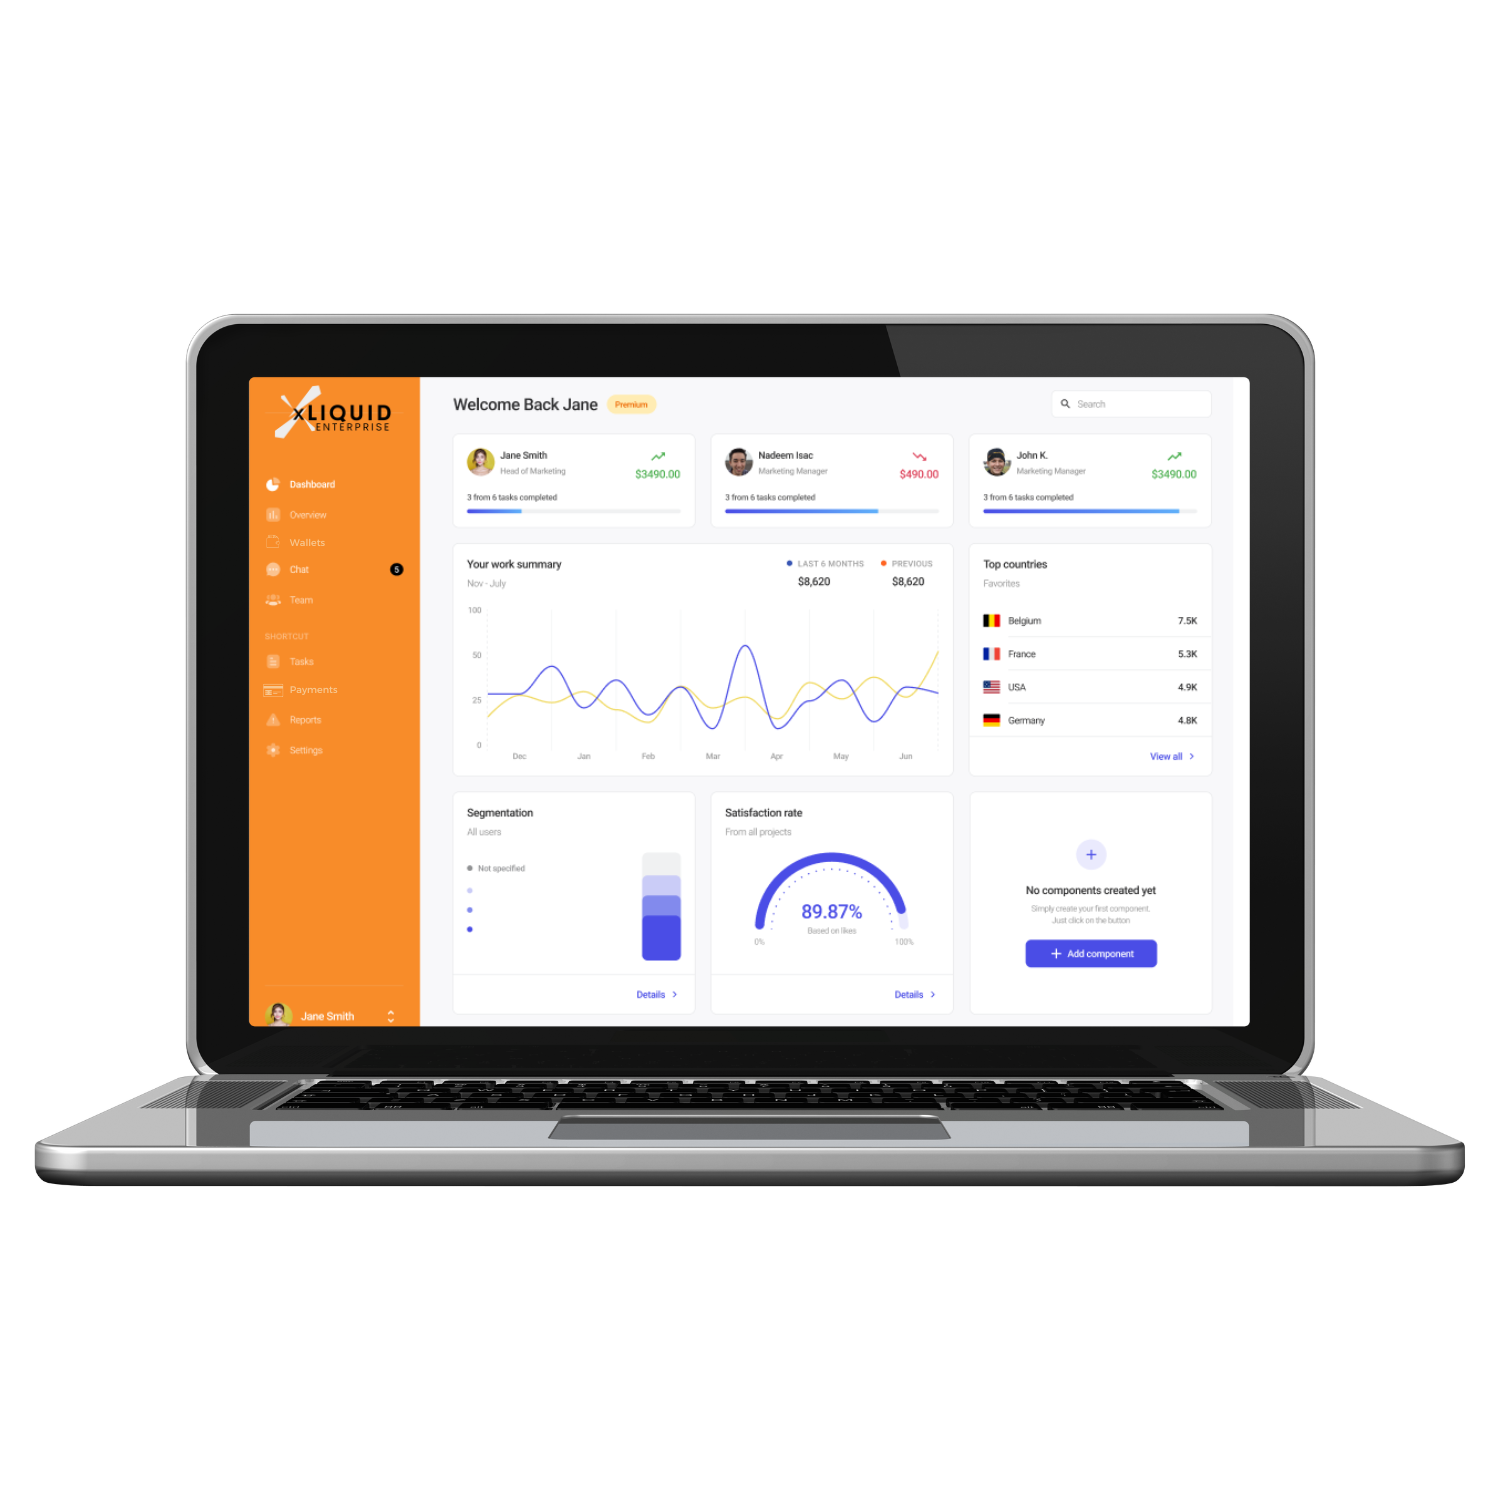 xLIQUID
ENTERPRISE
Dashboard
Overview
Wallets
Chat
5
Team
SHORTCUT
Tasks
Payments
Reports
Settings
Jane Smith
Welcome Back Jane
Premium
Search
Jane Smith
Head of Marketing
$3490.00
3 from 6 tasks completed
Nadeem Isac
Marketing Manager
$490.00
3 from 6 tasks completed
John K.
Marketing Manager
$3490.00
3 from 6 tasks completed
Your work summary
Nov - July
LAST 6 MONTHS
$8,620
PREVIOUS
$8,620
100
50
25
0
Dec Jan Feb Mar Apr May Jun
Top countries
Favorites
Belgium 7.5K
France 5.3K
USA 4.9K
Germany 4.8K
View all
Segmentation
All users
Not specified
Details
Satisfaction rate
From all projects
89.87%
Based on likes
0% 100%
Details
No components created yet
Simply create your first component.
Just click on the button
Add component